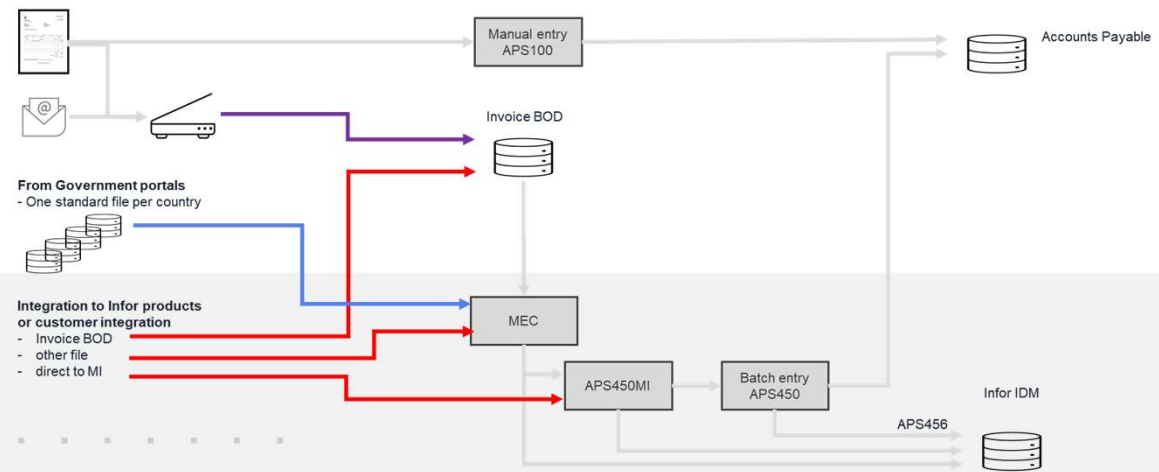 Manual entry
APS100
Accounts Payable
@
Invoice BOD
From Government portals
- One standard file per country
Integration to Infor products
or customer integration
- Invoice BOD
- other file
- direct to MI
MEC
APS450MI
Batch entry
APS450
Infor IDM
APS456